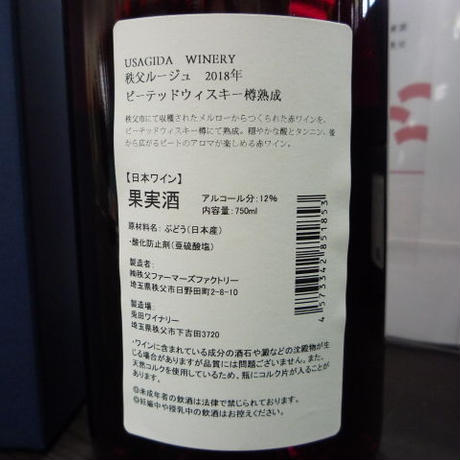 USAGIDA WINERY
秩父ルージュ 2018年
ピーテッドウィスキー樽熟成
秩父市にて収穫されたメルローからつくられた赤ワインを、
ピーテッドウィスキー樽にて熟成。穏やかな酸とタンニン、後
から広がるピートのアロマが楽しめる赤ワイン。
【日本ワイン】
果実酒 アルコール分:12%
内容量:750ml
原材料名:ぶどう(日本産)
・酸化防止剤(亜硫酸塩)
製造者:
㈱秩父ファーマーズファクトリー
埼玉県秩父市日野田町2-8-10
製造場:
兎田ワイナリー
埼玉県秩父市下吉田3720
4573342851853
・ワインに含まれている成分の酒石や澱などの沈殿物が生
じる場合がありますが品質には問題ございません。また、
天然コルクを使用しているため、瓶にコルク片が入ることが
あります。
◎未成年者の飲酒は法律で禁じられております。
◎妊娠中や授乳中の飲酒はお控えください。